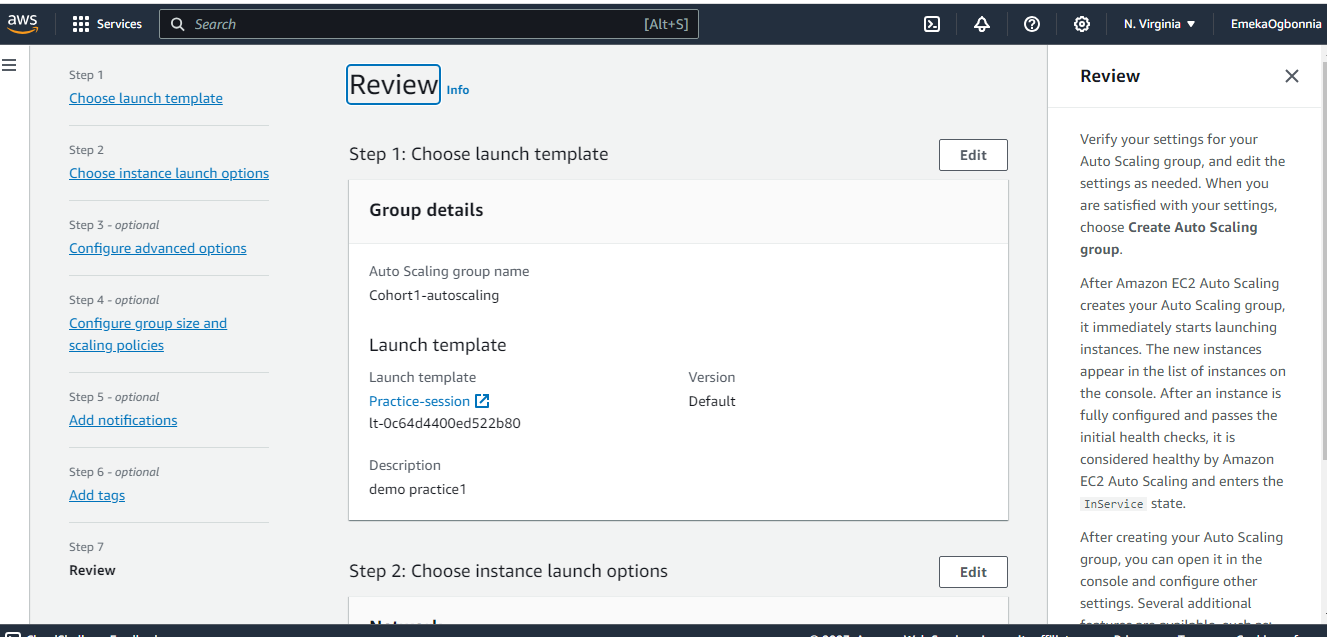 aws
Services
Search
[Alt+S]
N. Virginia
EmekaOgbonnia
Step 1
Choose launch template
Step 2
Choose instance launch options
Step 3 - optional
Configure advanced options
Step 4 - optional
Configure group size and
scaling policies
Step 5 - optional
Add notifications
Step 6 - optional
Add tags
Step 7
Review
Review Info
Step 1: Choose launch template
Edit
Group details
Auto Scaling group name
Cohort1-autoscaling
Launch template
Launch template
Practice-session
lt-0c64d4400ed522b80
Version
Default
Description
demo practice1
Step 2: Choose instance launch options
Edit
Network
Review
Verify your settings for your
Auto Scaling group, and edit the
settings as needed. When you
are satisfied with your settings,
choose Create Auto Scaling
group.
After Amazon EC2 Auto Scaling
creates your Auto Scaling group,
it immediately starts launching
instances. The new instances
appear in the list of instances on
the console. After an instance is
fully configured and passes the
initial health checks, it is
considered healthy by Amazon
EC2 Auto Scaling and enters the
InService state.
After creating your Auto Scaling
group, you can open it in the
console and configure other
settings. Several additional
features are available, such as:
CloudShell Feedback